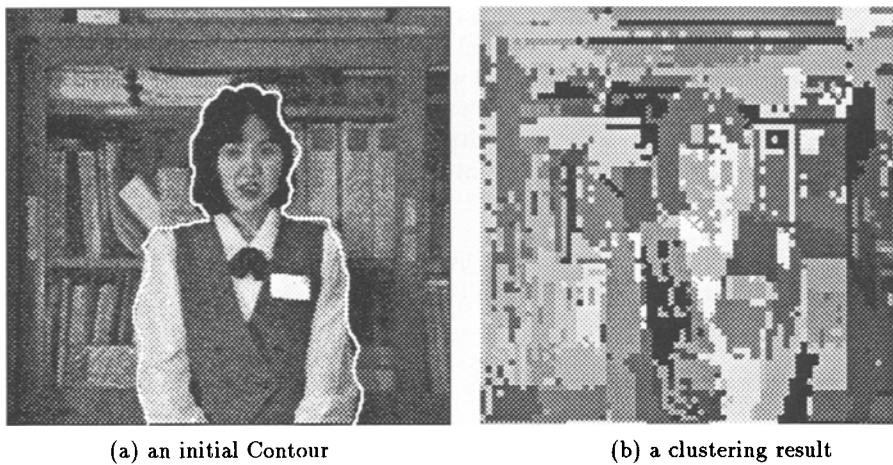 (a) an initial Contour
(b) a clustering result